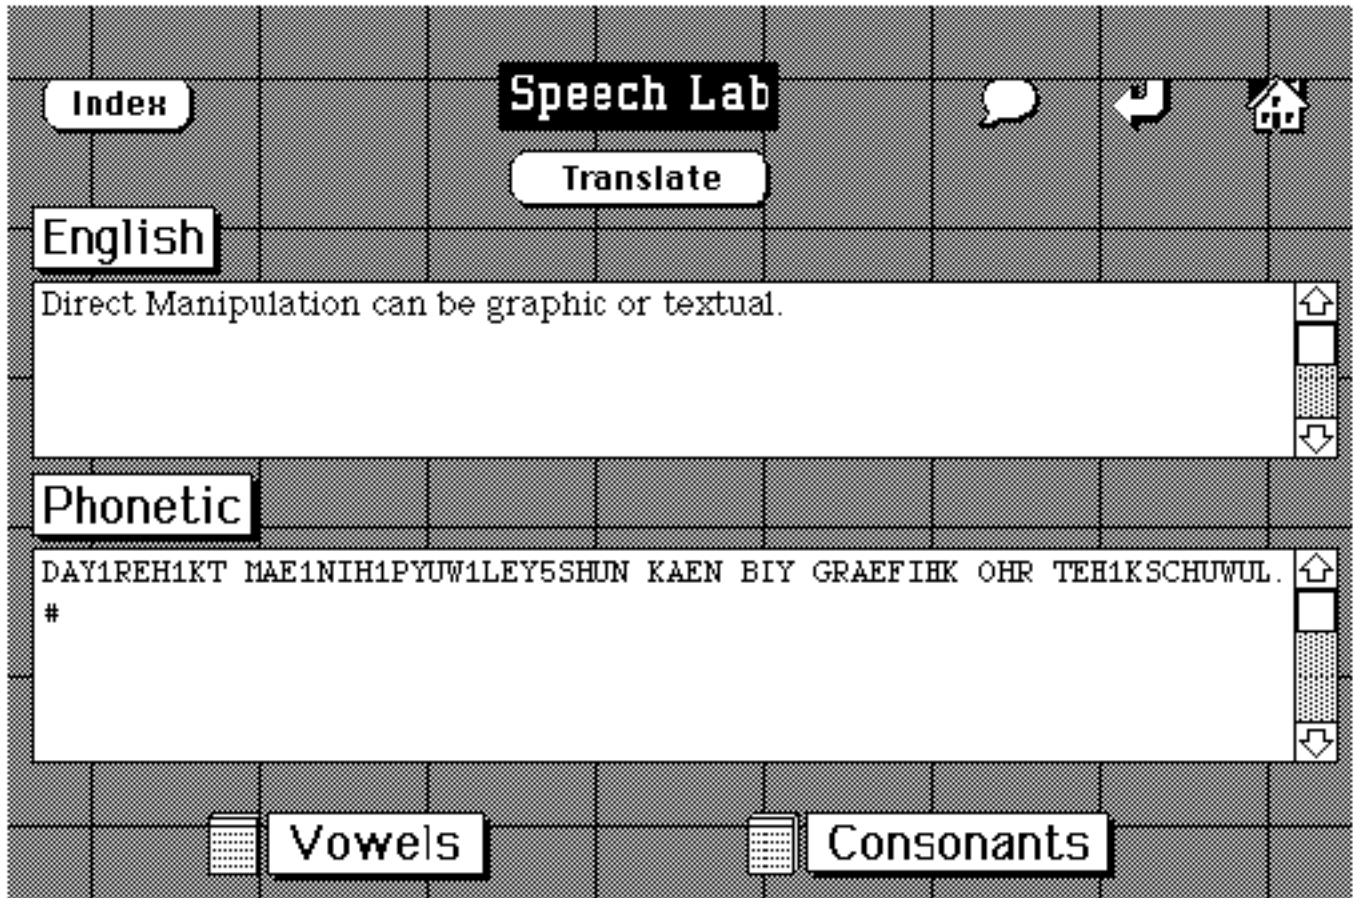 Index
Speech Lab
Translate
English
Direct Manipulation can be graphic or textual.
Phonetic
DAY1REH1KT MAE1NIH1PYUW1LEY5SHUN KAEN BIY GRAEFIHK OHR TEH1KSCHUWUL.
#
Vowels
Consonants